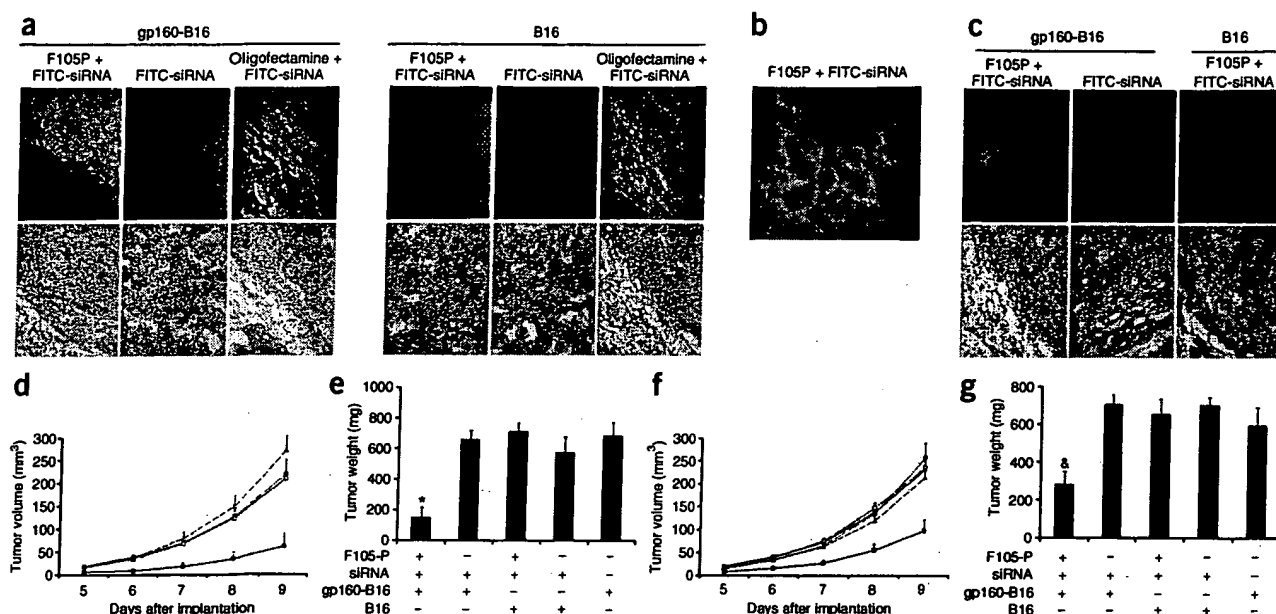 a
gp160-B16
F105P +
FITC-siRNA
FITC-siRNA
Oligofectamine +
FITC-siRNA
B16
F105P +
FITC-siRNA
FITC-siRNA
Oligofectamine +
FITC-siRNA
b
F105P + FITC-siRNA
c
gp160-B16
F105P +
FITC-siRNA
FITC-siRNA
B16
F105P +
FITC-siRNA
d
Tumor volume (mm³)
300
250
200
150
100
50
0
5 6 7 8 9
Days after implantation
e
Tumor weight (mg)
1000
800
600
400
200
0
*
F105-P + − + − −
siRNA + + + + −
gp160-B16 + + − − +
B16 − − + + −
f
Tumor volume (mm³)
300
250
200
150
100
50
0
5 6 7 8 9
Days after implantation
g
Tumor weight (mg)
800
600
400
200
0
&
F105-P + − + − −
siRNA + + + + −
gp160-B16
B16